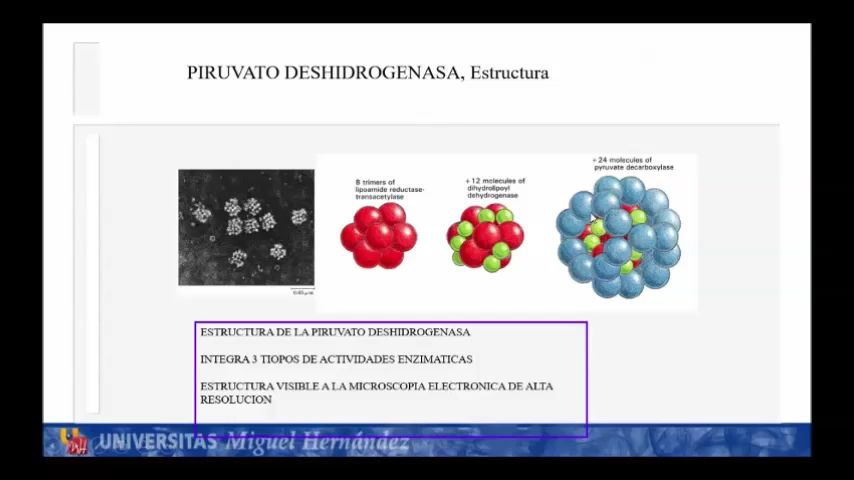 PIRUVATO DESHIDROGENASA, Estructura
8 trimers of
lipoamide reductase-
transacetylase
+12 molecules of
dihydrolipoyl
dehydrogenase
+24 molecules of
pyruvate decarboxylase
ESTRUCTURA DE LA PIRUVATO DESHIDROGENASA
INTEGRA 3 TIOPOS DE ACTIVIDADES ENZIMATICAS
ESTRUCTURA VISIBLE A LA MICROSCOPIA ELECTRONICA DE ALTA
RESOLUCION
UNIVERSITAS Miguel Hernández